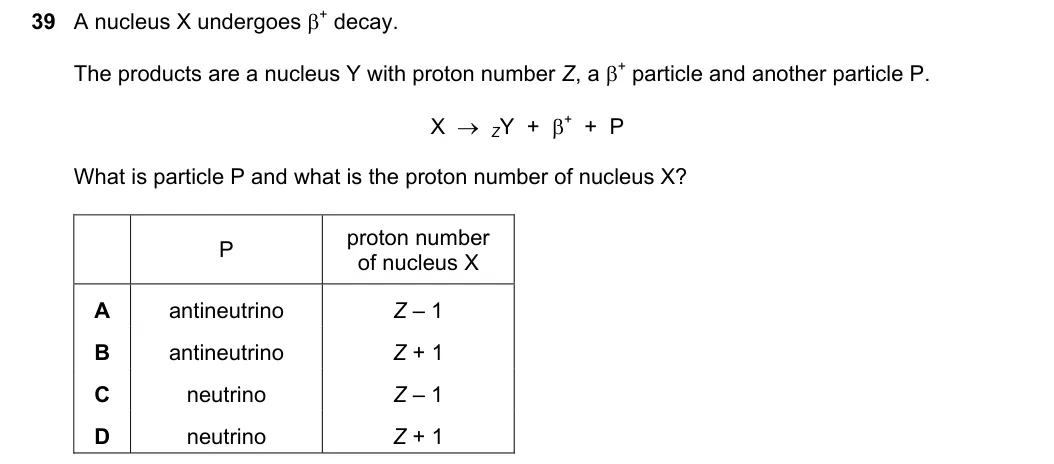 39 A nucleus X undergoes β⁺ decay.
The products are a nucleus Y with proton number Z, a β⁺ particle and another particle P.
X → ZY + β⁺ + P
What is particle P and what is the proton number of nucleus X?
P proton number
of nucleus X
A antineutrino Z – 1
B antineutrino Z + 1
C neutrino Z – 1
D neutrino Z + 1